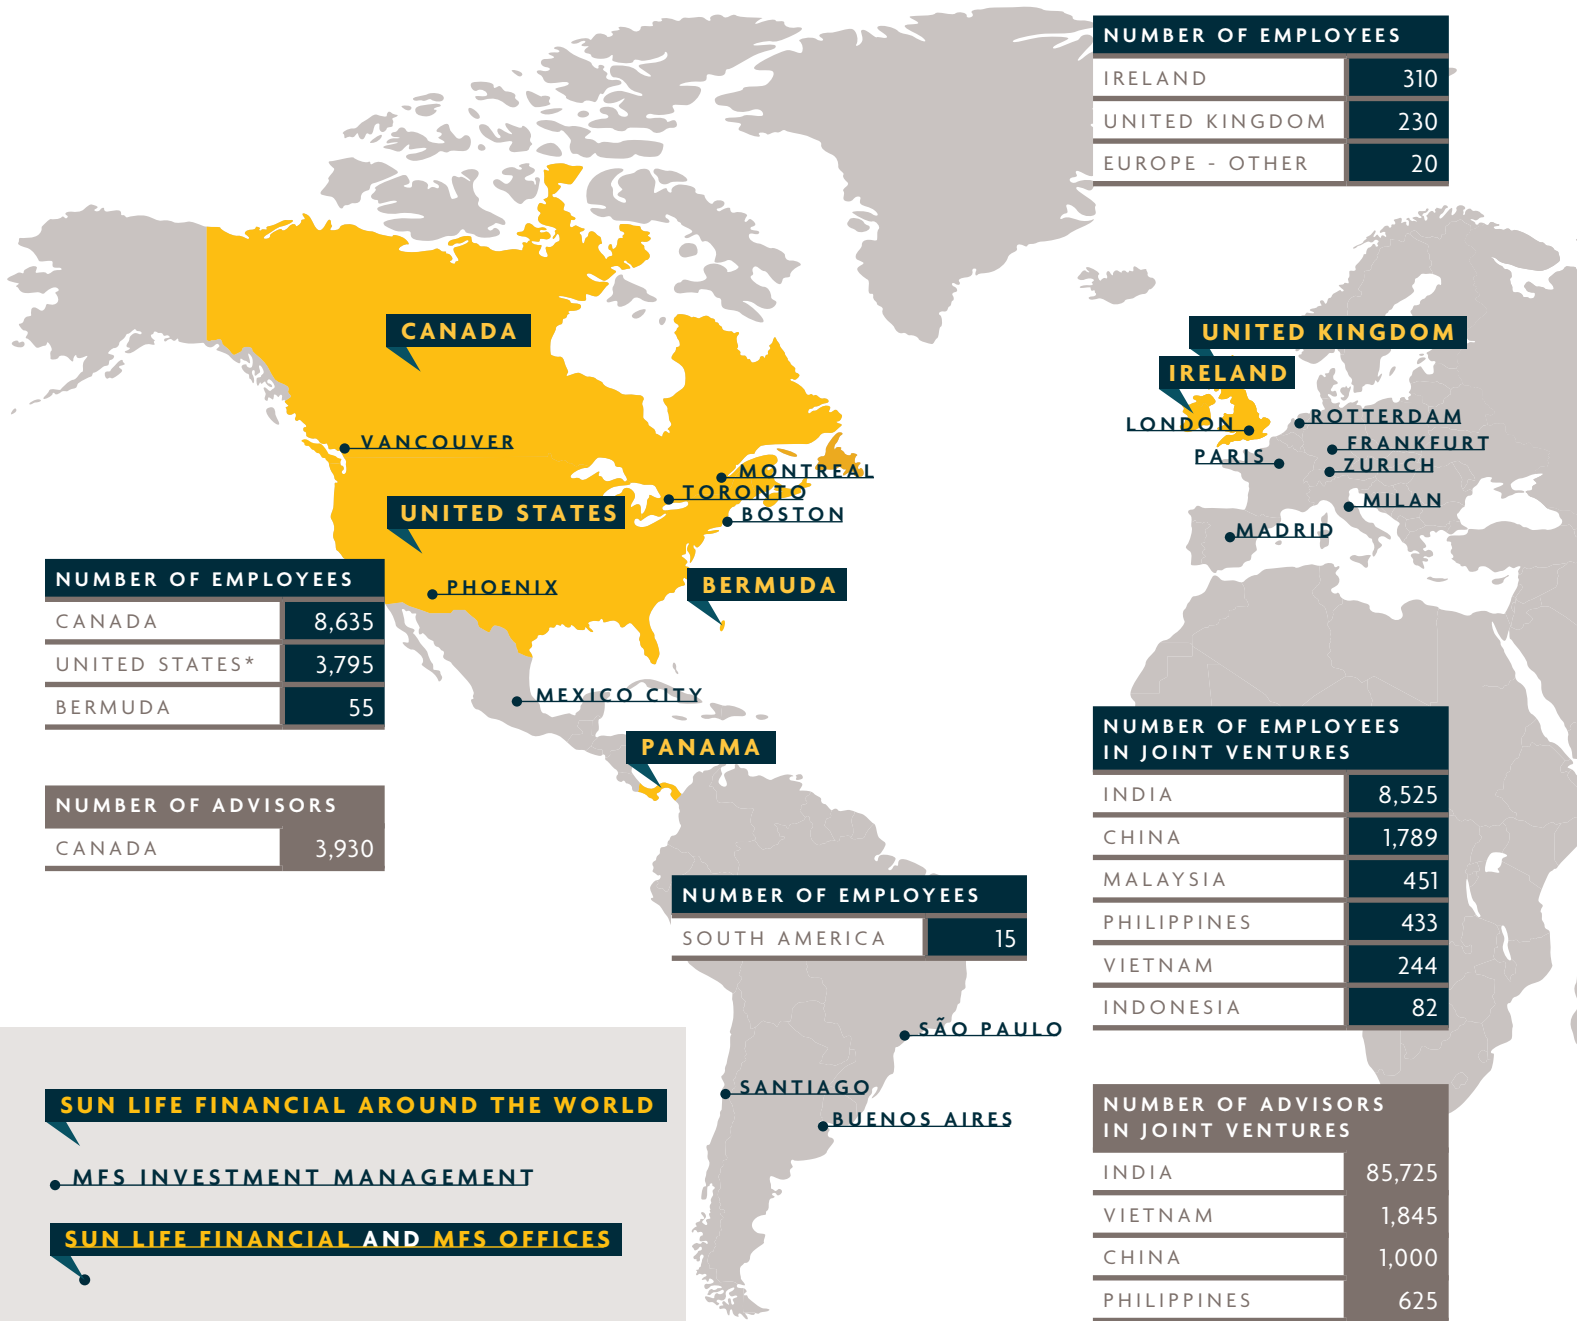 NUMBER OF EMPLOYEES
IRELAND 310
UNITED KINGDOM 230
EUROPE - OTHER 20
CANADA
UNITED KINGDOM
IRELAND
LONDON
ROTTERDAM
FRANKFURT
PARIS
ZURICH
MILAN
MADRID
VANCOUVER
MONTREAL
TORONTO
UNITED STATES
BOSTON
PHOENIX
BERMUDA
NUMBER OF EMPLOYEES
CANADA 8,635
UNITED STATES* 3,795
BERMUDA 55
MEXICO CITY
PANAMA
NUMBER OF ADVISORS
CANADA 3,930
NUMBER OF EMPLOYEES
SOUTH AMERICA 15
NUMBER OF EMPLOYEES
IN JOINT VENTURES
INDIA 8,525
CHINA 1,789
MALAYSIA 451
PHILIPPINES 433
VIETNAM 244
INDONESIA 82
SÃO PAULO
SANTIAGO
BUENOS AIRES
SUN LIFE FINANCIAL AROUND THE WORLD
MFS INVESTMENT MANAGEMENT
SUN LIFE FINANCIAL AND MFS OFFICES
NUMBER OF ADVISORS
IN JOINT VENTURES
INDIA 85,725
VIETNAM 1,845
CHINA 1,000
PHILIPPINES 625